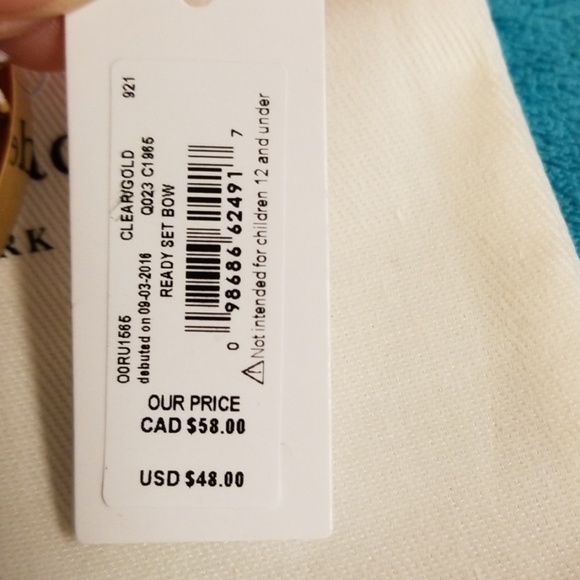 921
CLEAR/GOLD
Q023 C1965
READY SET BOW
O0RU1565
debuted on 09-03-2016
0 98686 62491 7
⚠Not intended for children 12 and under
OUR PRICE
CAD $58.00
USD $48.00
RK